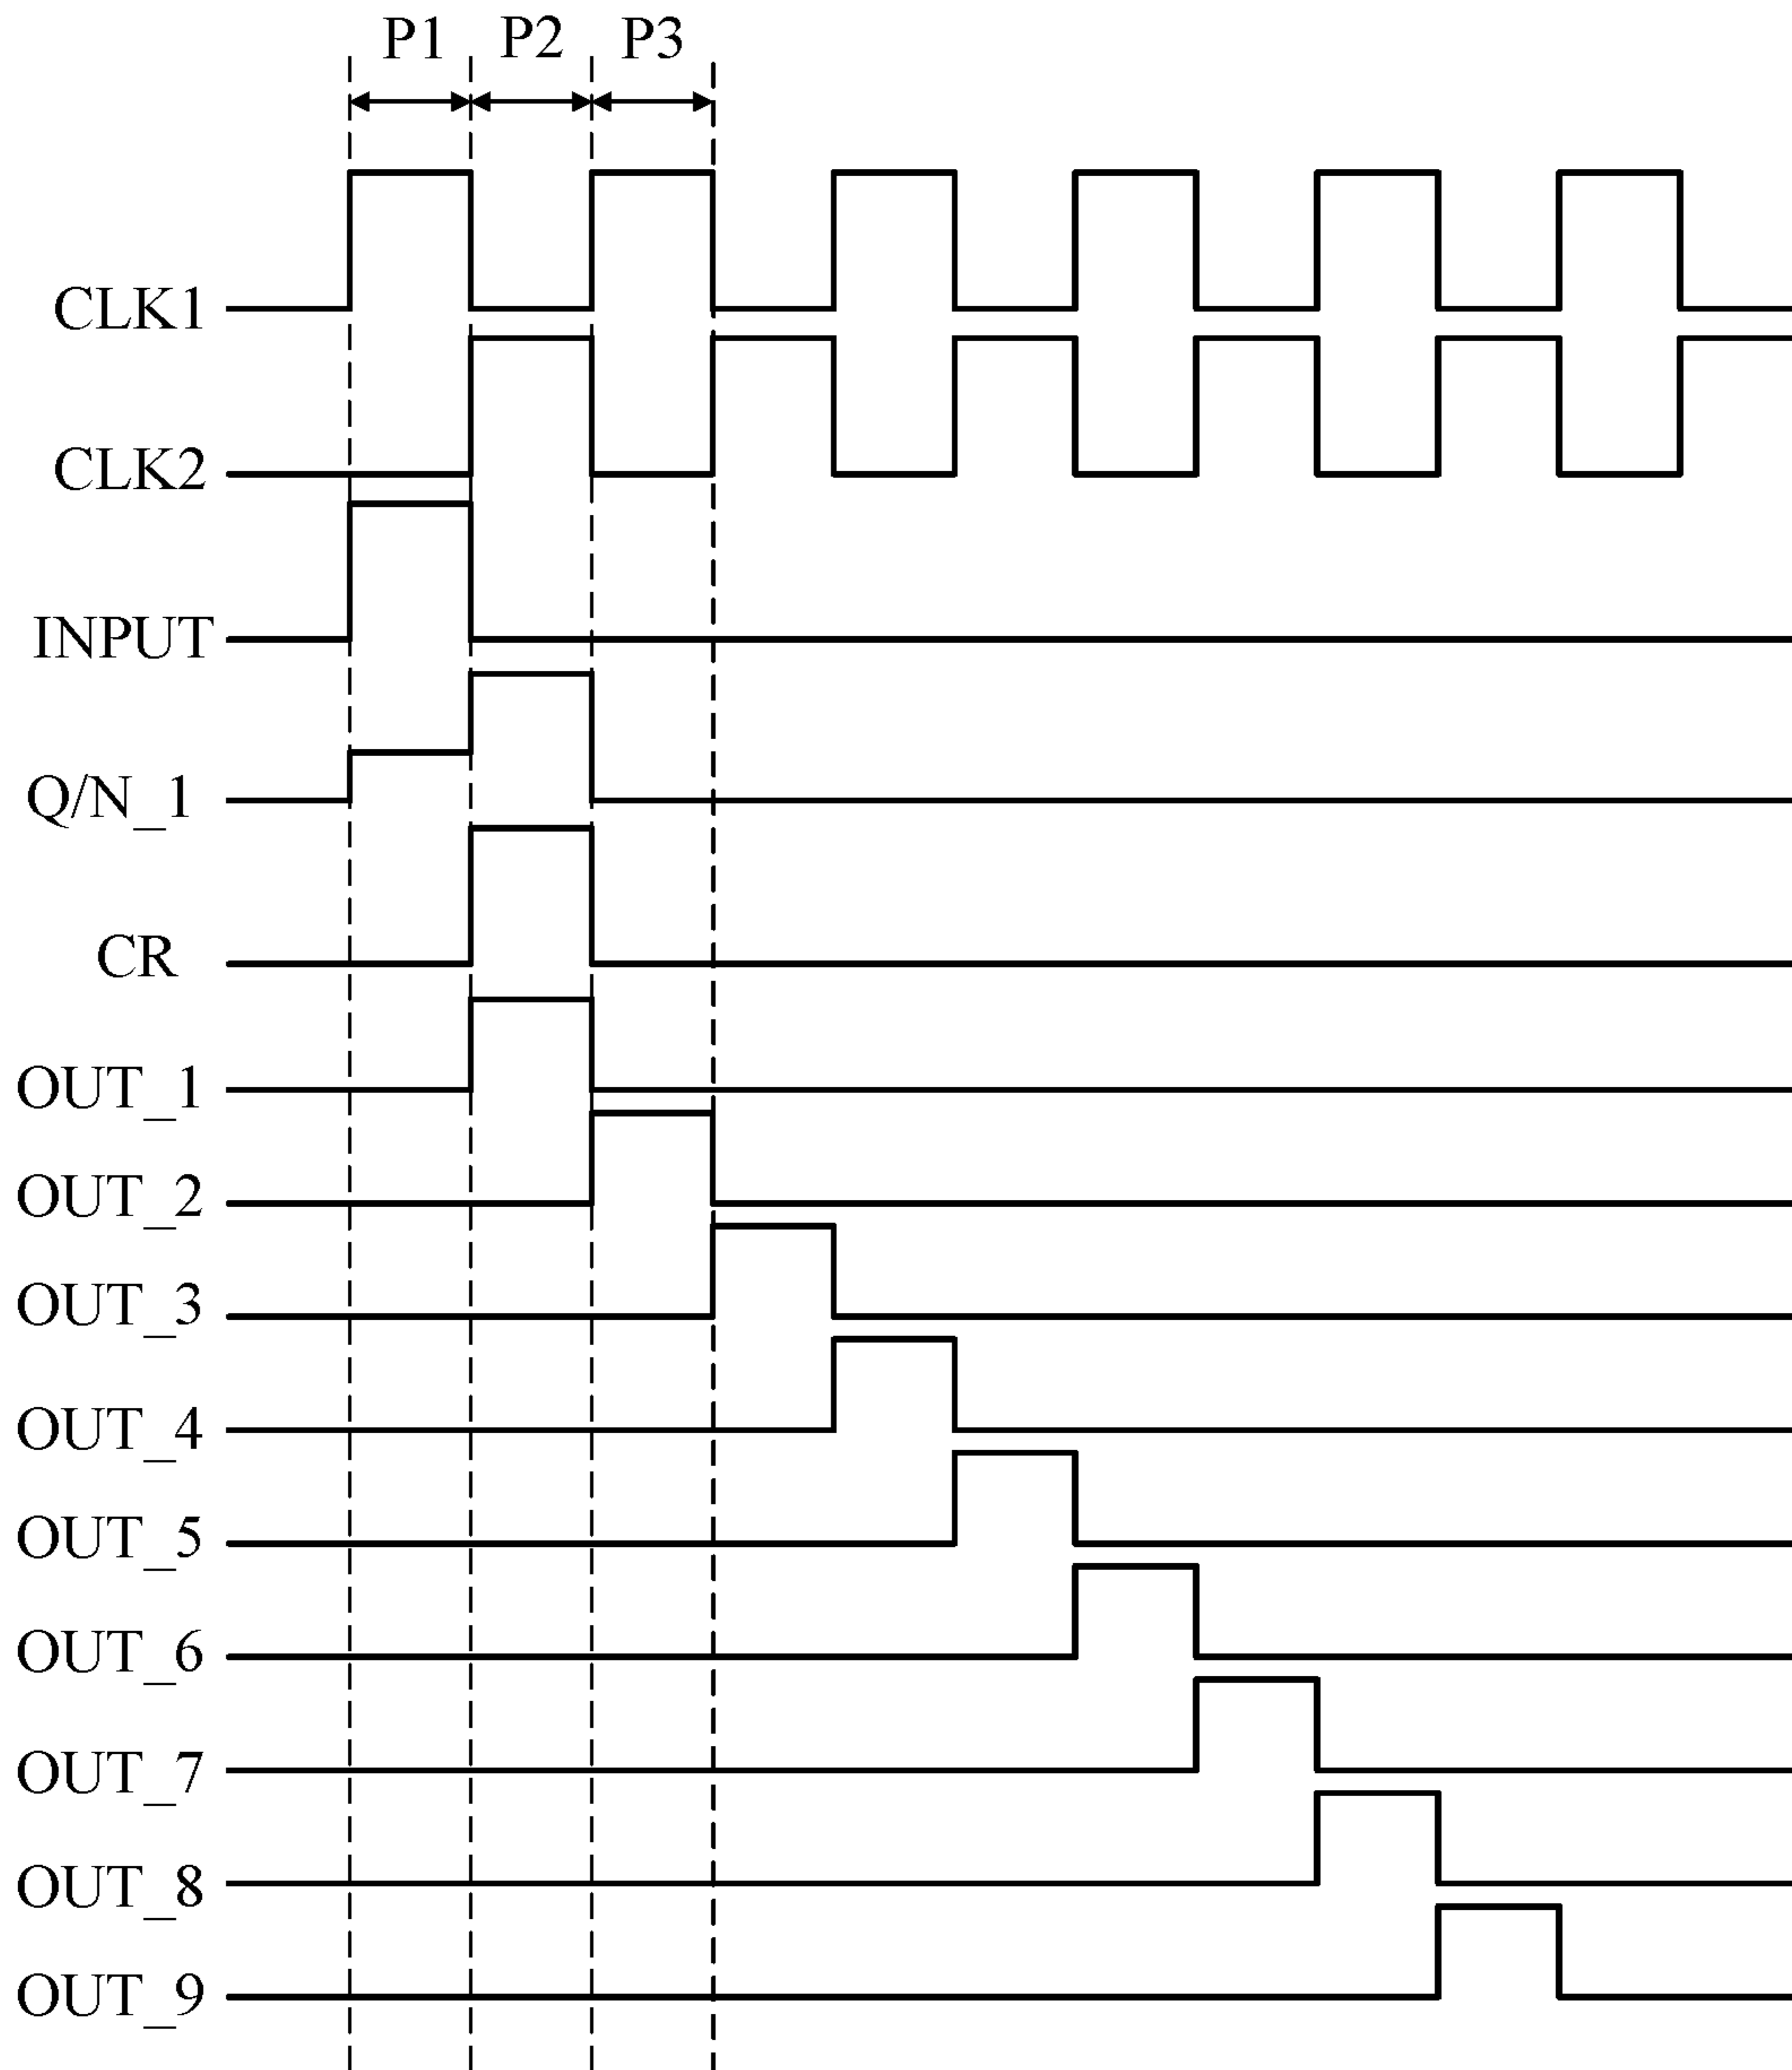 P1 P2 P3
CLK1
CLK2
INPUT
Q/N_1
CR
OUT_1
OUT_2
OUT_3
OUT_4
OUT_5
OUT_6
OUT_7
OUT_8
OUT_9